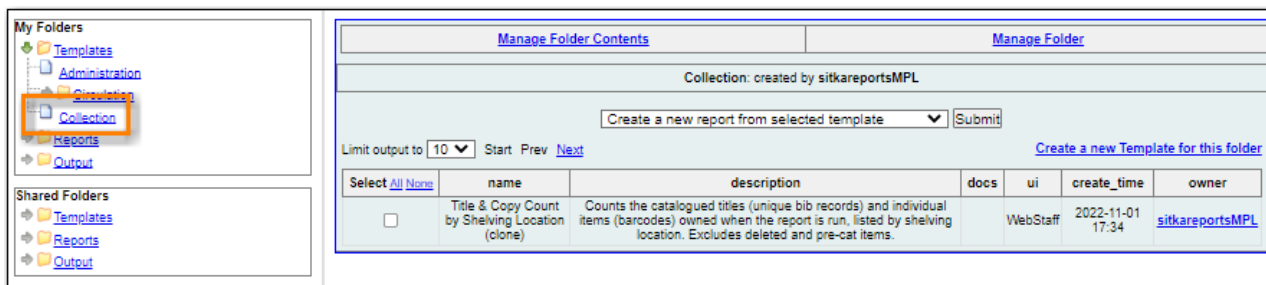 My Folders
Templates
Administration
Circulation
Collection
Reports
Output
Shared Folders
Templates
Reports
Output
Manage Folder Contents
Manage Folder
Collection: created by sitkareportsMPL
Create a new report from selected template
Submit
Limit output to 10 Start Prev Next
Create a new Template for this folder
Select All None name description docs ui create_time owner
Title & Copy Count
by Shelving Location
(clone)
Counts the catalogued titles (unique bib records) and individual
items (barcodes) owned when the report is run, listed by shelving
location. Excludes deleted and pre-cat items.
WebStaff
2022-11-01
17:34
sitkareportsMPL